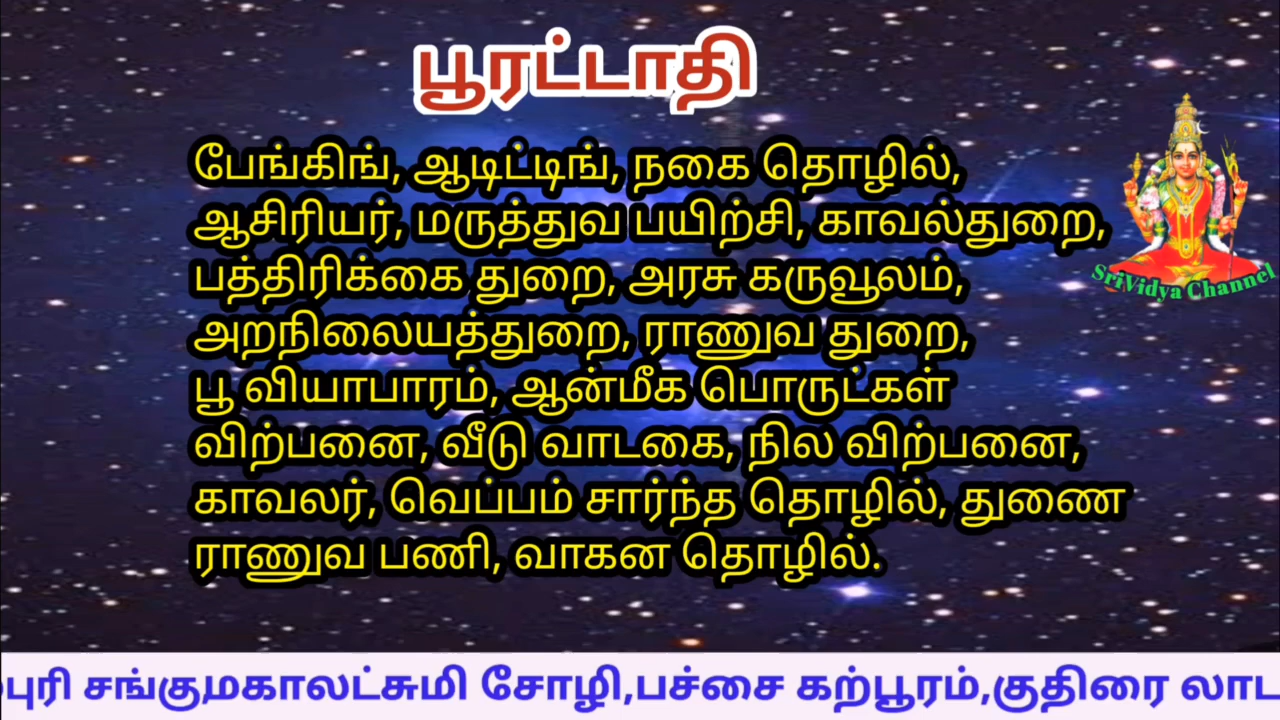 பூரட்டாதி
பேங்கிங், ஆடிட்டிங், நகை தொழில்,
ஆசிரியர், மருத்துவ பயிற்சி, காவல்துறை,
பத்திரிக்கை துறை, அரசு கருவூலம்,
அறநிலையத்துறை, ராணுவ துறை,
பூ வியாபாரம், ஆன்மீக பொருட்கள்
விற்பனை, வீடு வாடகை, நில விற்பனை,
காவலர், வெப்பம் சார்ந்த தொழில், துணை
ராணுவ பணி, வாகன தொழில்.
SriVidya Channel
சங்கு,மகாலட்சுமி சோழி,பச்சை கற்பூரம்,குதிரை